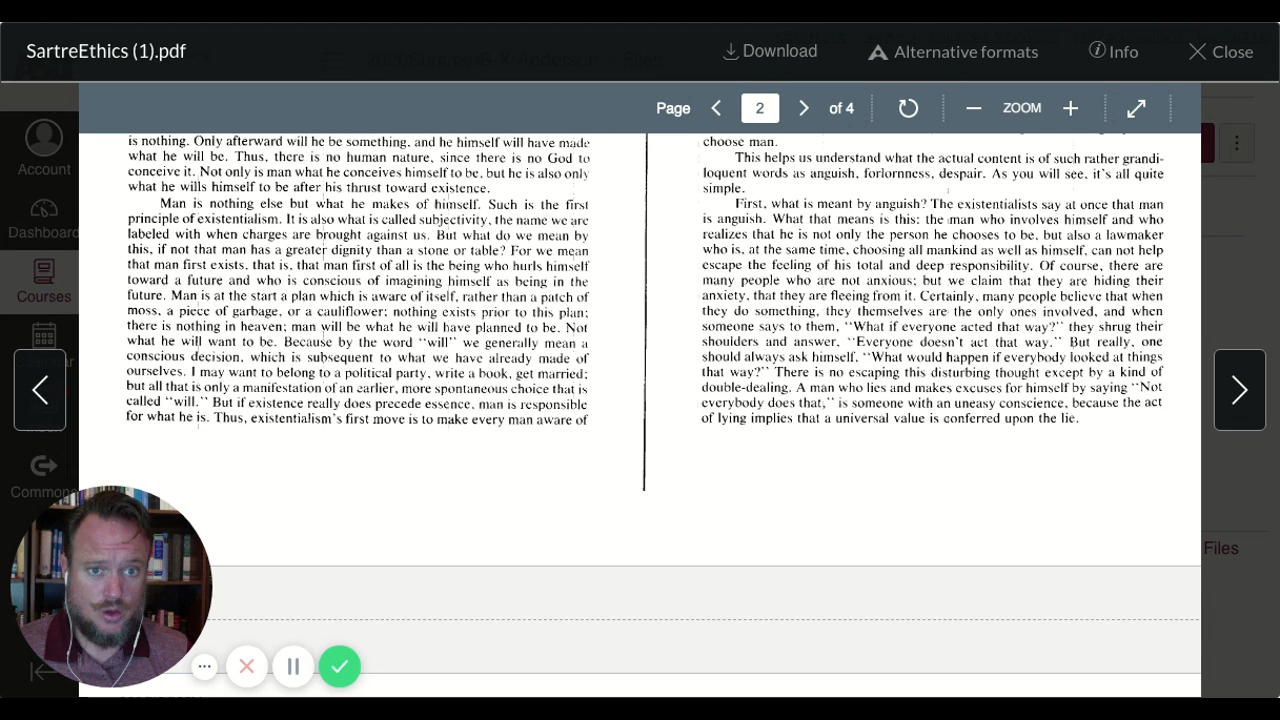 SartreEthics (1).pdf
Download
Alternative formats
Info
Close
Page
2
of 4
ZOOM
Account
Dashboard
Courses
Commons
Files
is nothing. Only afterward will he be something, and he himself will have made
what he will be. Thus, there is no human nature, since there is no God to
conceive it. Not only is man what he conceives himself to be, but he is also only
what he wills himself to be after his thrust toward existence.
Man is nothing else but what he makes of himself. Such is the first
principle of existentialism. It is also what is called subjectivity, the name we are
labeled with when charges are brought against us. But what do we mean by
this, if not that man has a greater dignity than a stone or table? For we mean
that man first exists, that is, that man first of all is the being who hurls himself
toward a future and who is conscious of imagining himself as being in the
future. Man is at the start a plan which is aware of itself, rather than a patch of
moss, a piece of garbage, or a cauliflower; nothing exists prior to this plan;
there is nothing in heaven; man will be what he will have planned to be. Not
what he will want to be. Because by the word “will” we generally mean a
conscious decision, which is subsequent to what we have already made of
ourselves. I may want to belong to a political party, write a book, get married;
but all that is only a manifestation of an earlier, more spontaneous choice that is
called “will.” But if existence really does precede essence, man is responsible
for what he is. Thus, existentialism's first move is to make every man aware of
choose man.
This helps us understand what the actual content is of such rather grandi-
loquent words as anguish, forlornness, despair. As you will see, it's all quite
simple.
First, what is meant by anguish? The existentialists say at once that man
is anguish. What that means is this: the man who involves himself and who
realizes that he is not only the person he chooses to be, but also a lawmaker
who is, at the same time, choosing all mankind as well as himself, can not help
escape the feeling of his total and deep responsibility. Of course, there are
many people who are not anxious; but we claim that they are hiding their
anxiety, that they are fleeing from it. Certainly, many people believe that when
they do something, they themselves are the only ones involved, and when
someone says to them, “What if everyone acted that way?” they shrug their
shoulders and answer, “Everyone doesn't act that way.” But really, one
should always ask himself, “What would happen if everybody looked at things
that way?” There is no escaping this disturbing thought except by a kind of
double-dealing. A man who lies and makes excuses for himself by saying “Not
everybody does that,” is someone with an uneasy conscience, because the act
of lying implies that a universal value is conferred upon the lie.